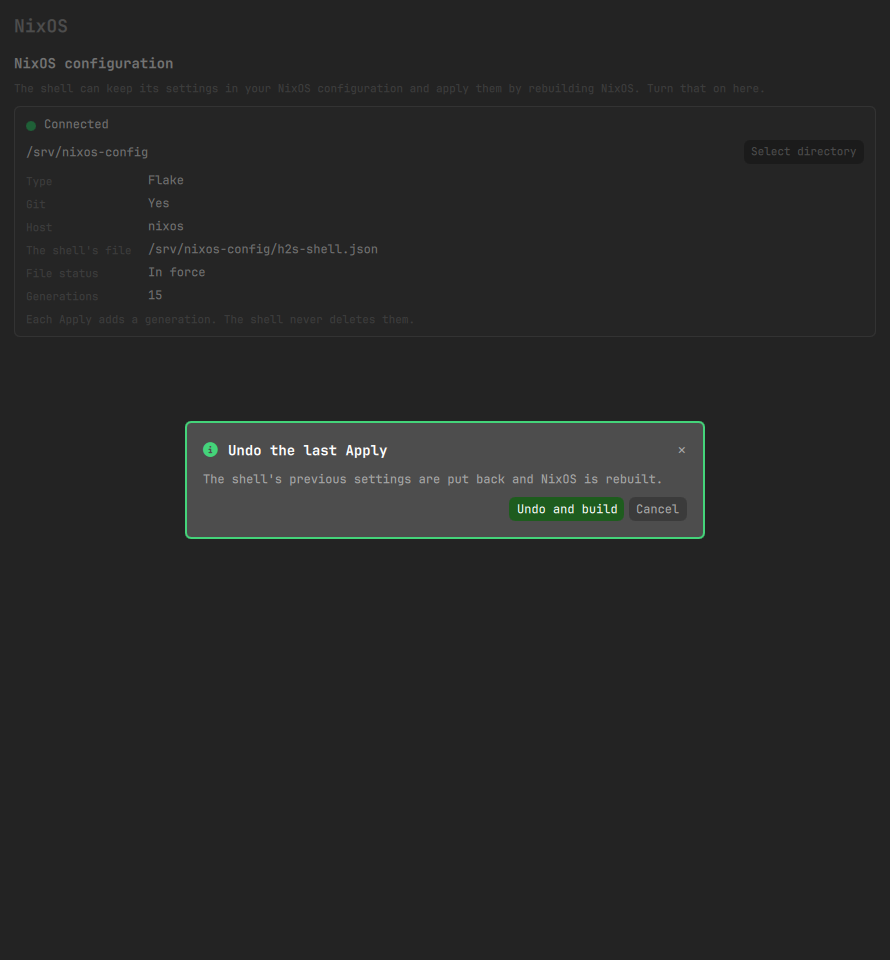 NixOS
NixOS configuration
The shell can keep its settings in your NixOS configuration and apply them by rebuilding NixOS. Turn that on here.
Connected
/srv/nixos-config
Select directory
Type Flake
Git Yes
Host nixos
The shell's file /srv/nixos-config/h2s-shell.json
File status In force
Generations 15
Each Apply adds a generation. The shell never deletes them.
i Undo the last Apply ×
The shell's previous settings are put back and NixOS is rebuilt.
Undo and build Cancel